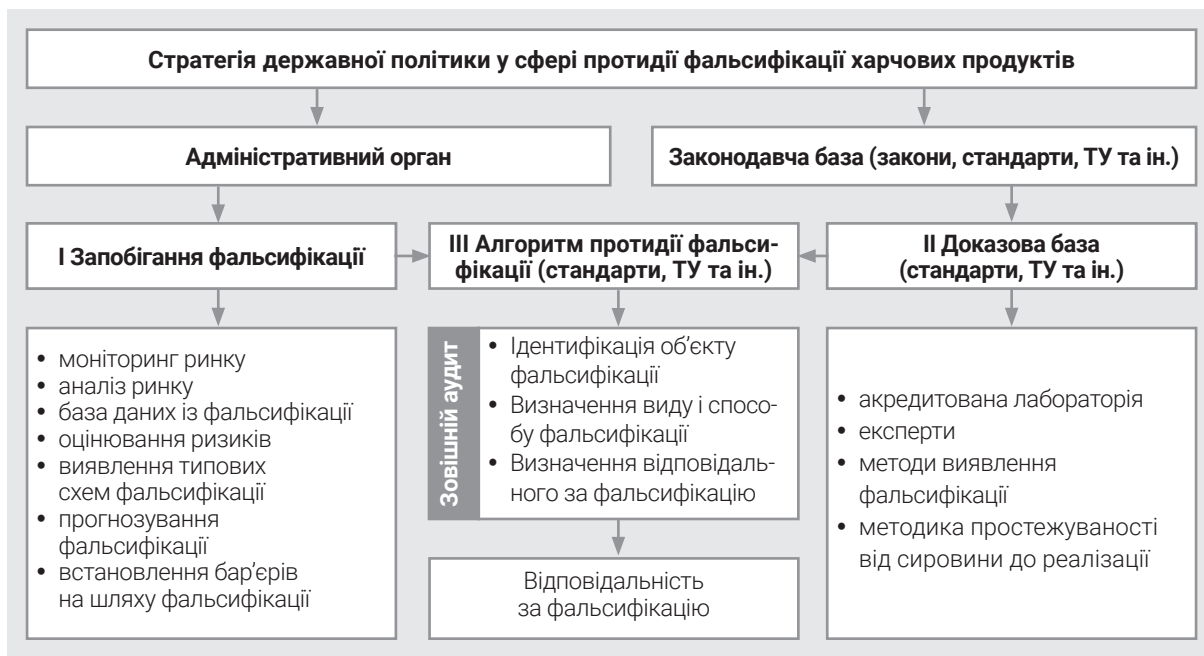 Стратегія державної політики у сфері протидії фальсифікації харчових продуктів
Адміністративний орган
Законодавча база (закони, стандарти, ТУ та ін.)
I Запобігання фальсифікації
III Алгоритм протидії фальси-
фікації (стандарти, ТУ та ін.)
II Доказова база
(стандарти, ТУ та ін.)
• моніторинг ринку
• аналіз ринку
• база даних із фальсифікації
• оцінювання ризиків
• виявлення типових
схем фальсифікації
• прогнозування
фальсифікації
• встановлення бар’єрів
на шляху фальсифікації
Зовнішній аудит
• Ідентифікація об’єкту
фальсифікації
• Визначення виду і спосо-
бу фальсифікації
• Визначення відповідаль-
ного за фальсифікацію
Відповідальність
за фальсифікацію
• акредитована лабораторія
• експерти
• методи виявлення
фальсифікації
• методика простежуваності
від сировини до реалізації